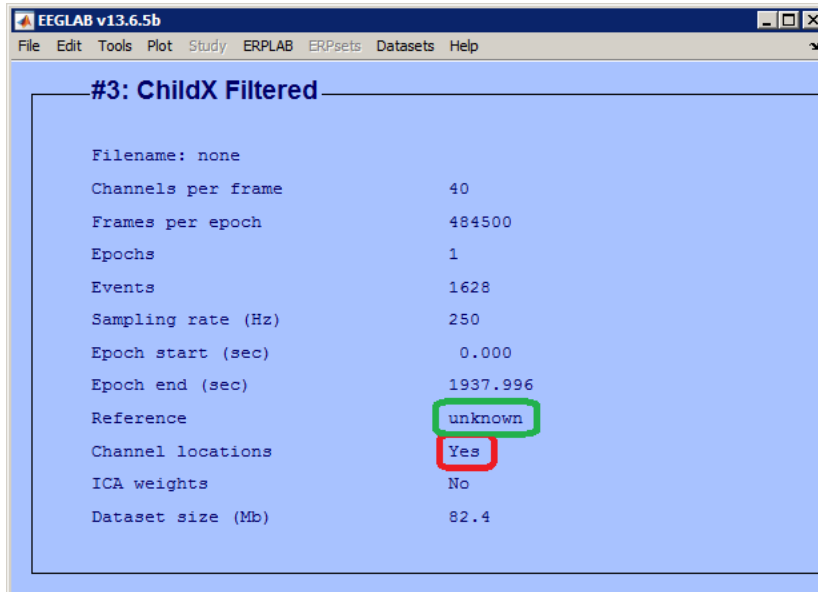 EEGLAB v13.6.5b
File Edit Tools Plot Study ERPLAB ERPsets Datasets Help
#3: ChildX Filtered
Filename: none
Channels per frame 40
Frames per epoch 484500
Epochs 1
Events 1628
Sampling rate (Hz) 250
Epoch start (sec) 0.000
Epoch end (sec) 1937.996
Reference unknown
Channel locations Yes
ICA weights No
Dataset size (Mb) 82.4